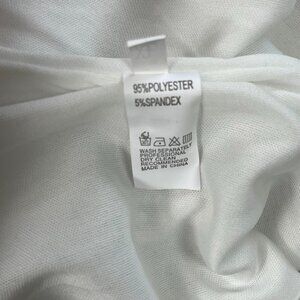 95%POLYESTER
5%SPANDEX
WASH SEPARATELY
PROFESSIONAL
DRY CLEAN
RECOMMENDED
MADE IN CHINA